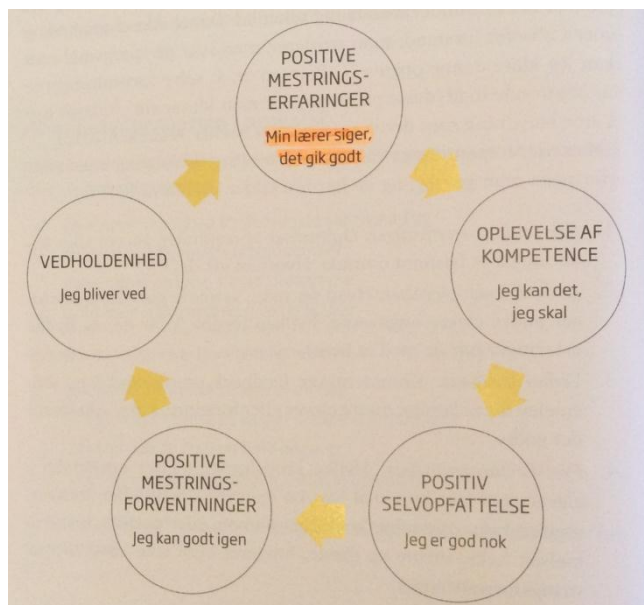 POSITIVE
MESTRINGS-
ERFARINGER
Min lærer siger,
det gik godt
OPLEVELSE AF
KOMPETENCE
Jeg kan det,
jeg skal
POSITIV
SELVOPFATTELSE
Jeg er god nok
POSITIVE
MESTRINGS-
FORVENTNINGER
Jeg kan godt igen
VEDHOLDENHED
Jeg bliver ved